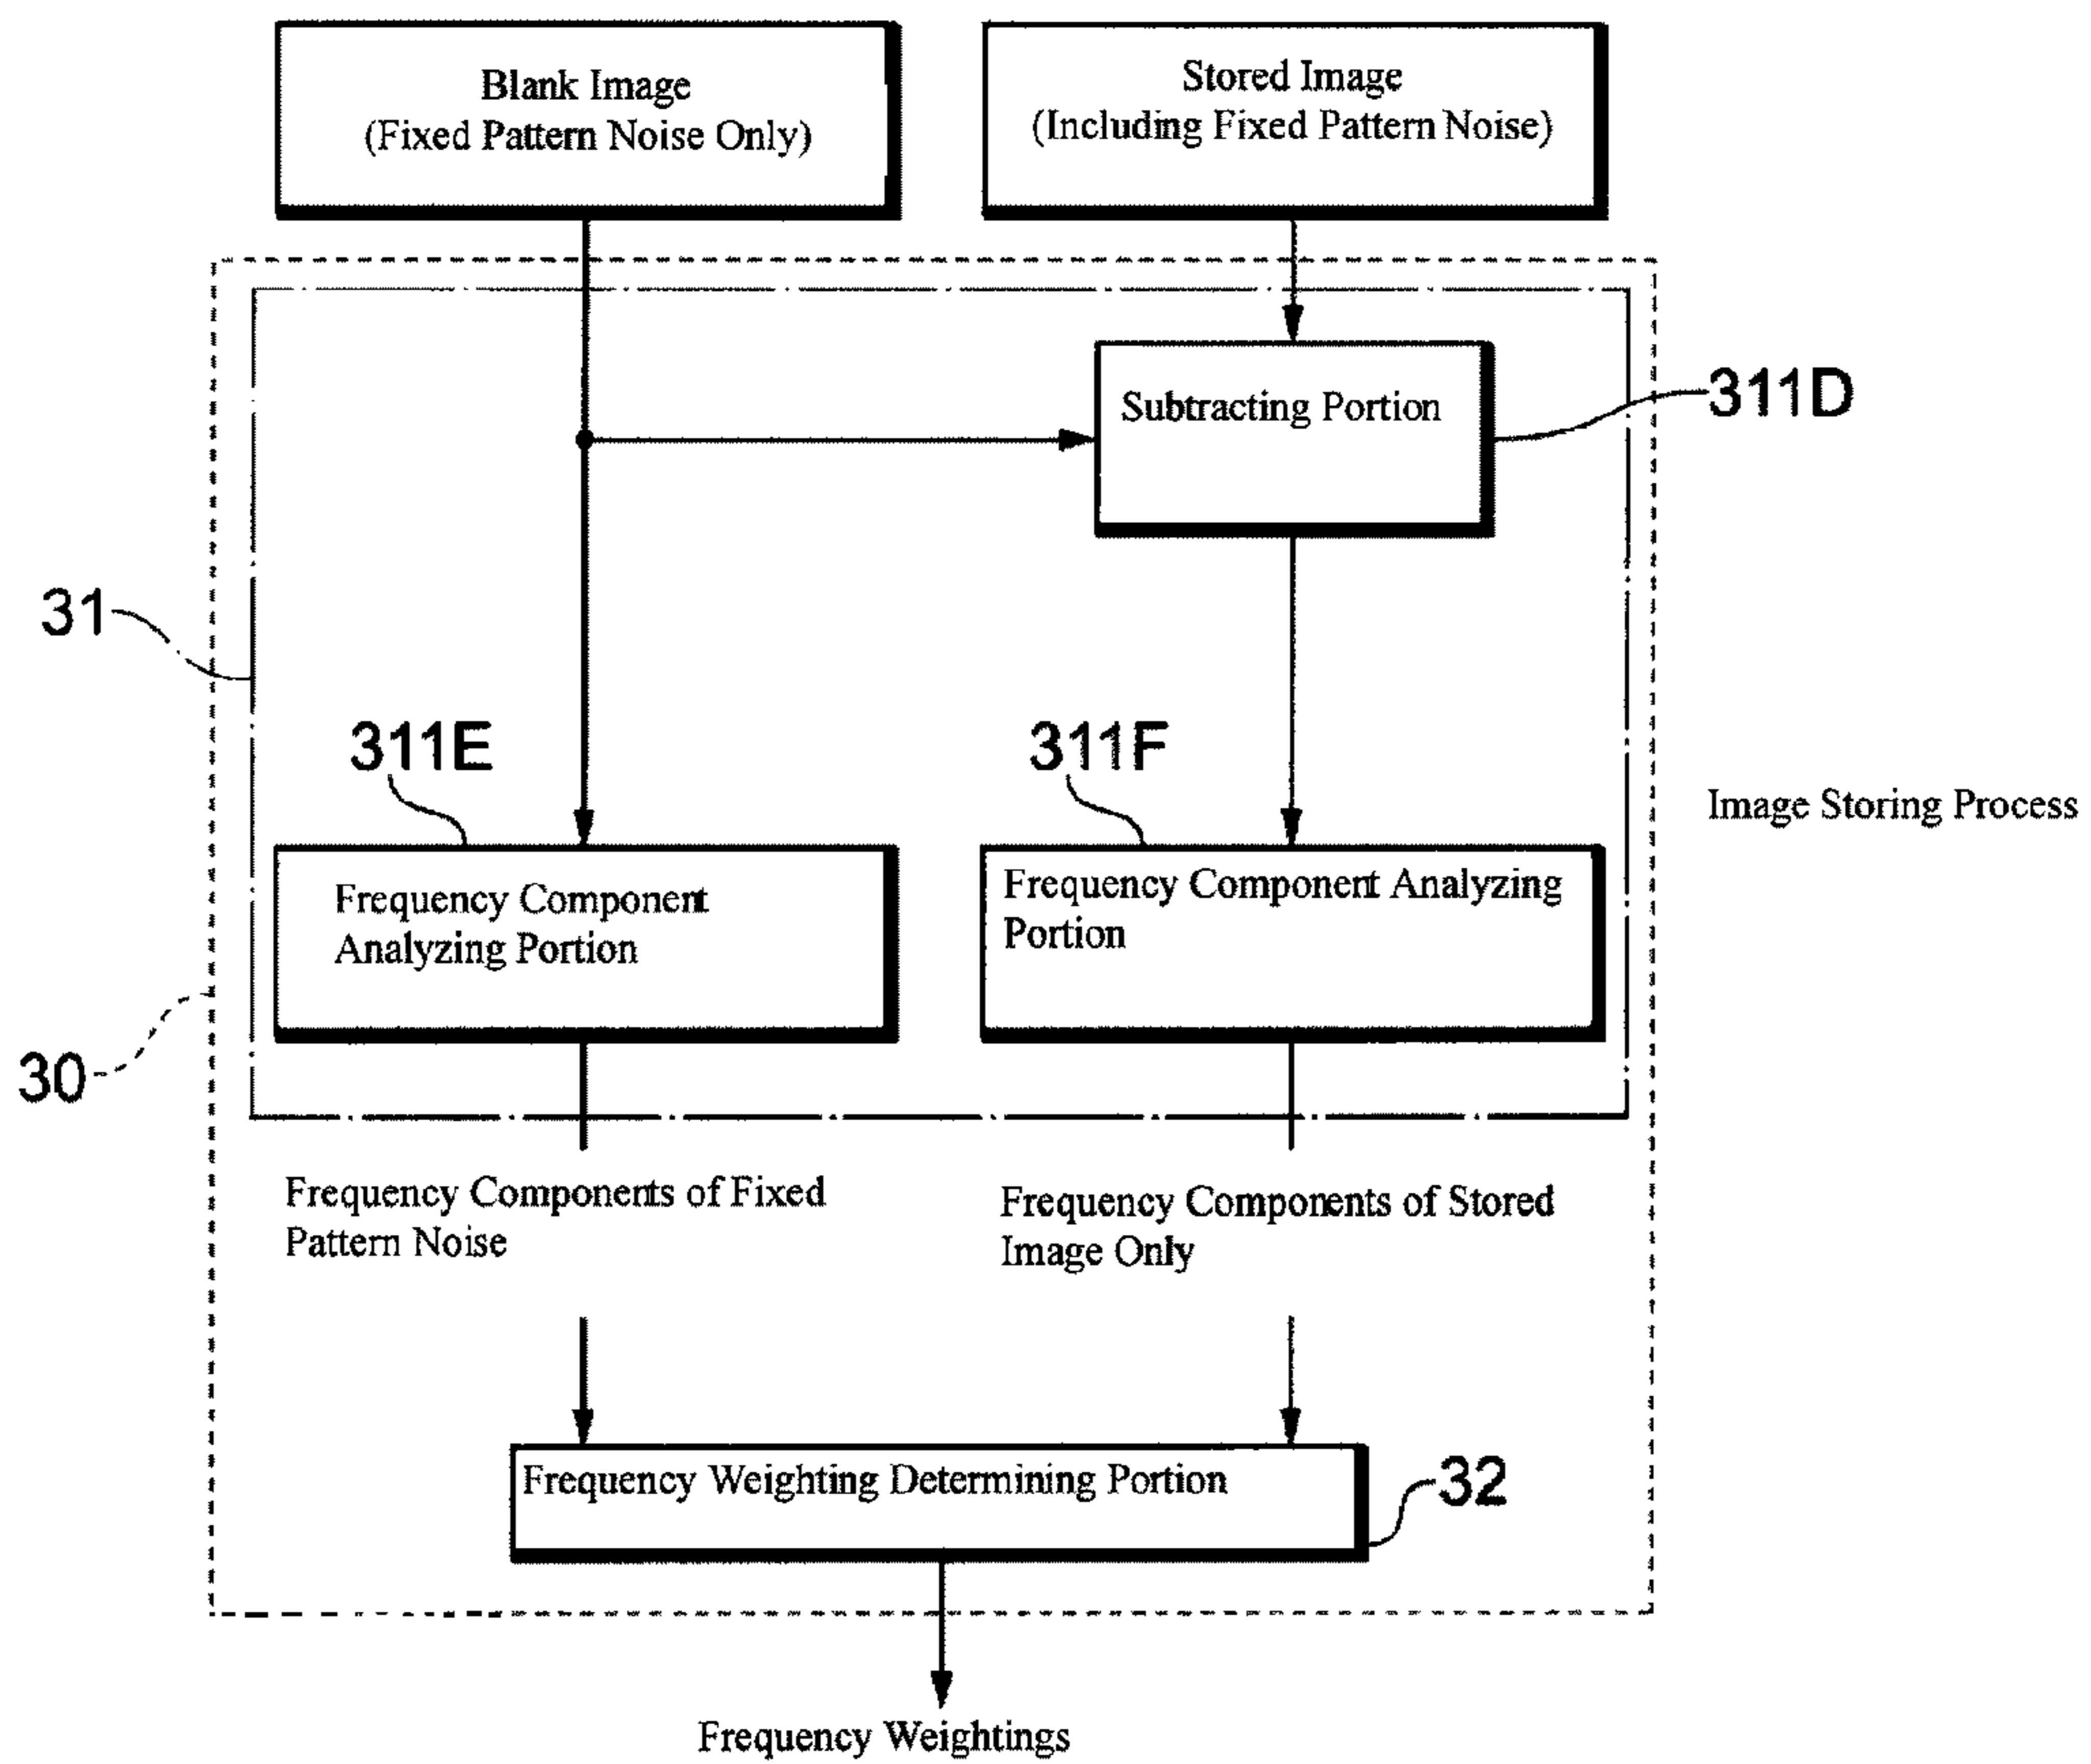 Blank Image
(Fixed Pattern Noise Only)
Stored Image
(Including Fixed Pattern Noise)
Subtracting Portion
311D
31
311E
311F
Image Storing Process
Frequency Component
Analyzing Portion
Frequency Component Analyzing
Portion
30
Frequency Components of Fixed
Pattern Noise
Frequency Components of Stored
Image Only
Frequency Weighting Determining Portion
32
Frequency Weightings